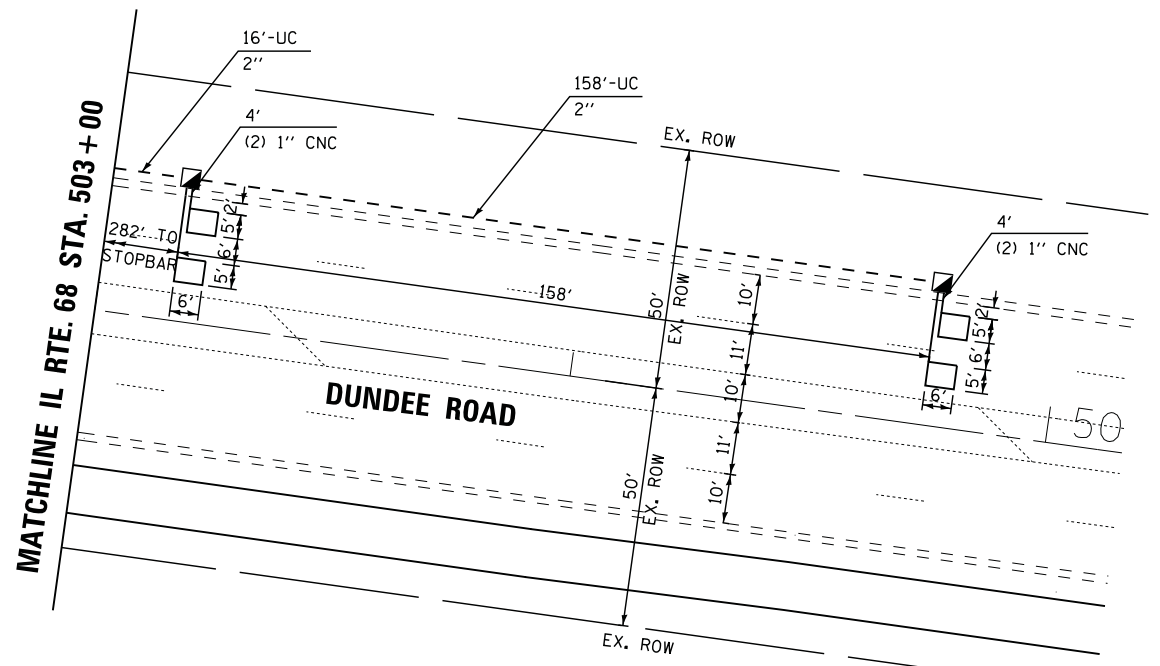 16'-UC
2''
158'-UC
2''
4'
(2) 1'' CNC
EX. ROW
MATCHLINE IL RTE. 68 STA. 503+00
282' TO
STOPBAR
2'
5'
6'
5'
6'
158'
50'
EX. ROW
10'
11'
10'
11'
10'
4'
(2) 1'' CNC
2'
5'
6'
5'
6'
DUNDEE ROAD
50
50'
EX. ROW
EX. ROW